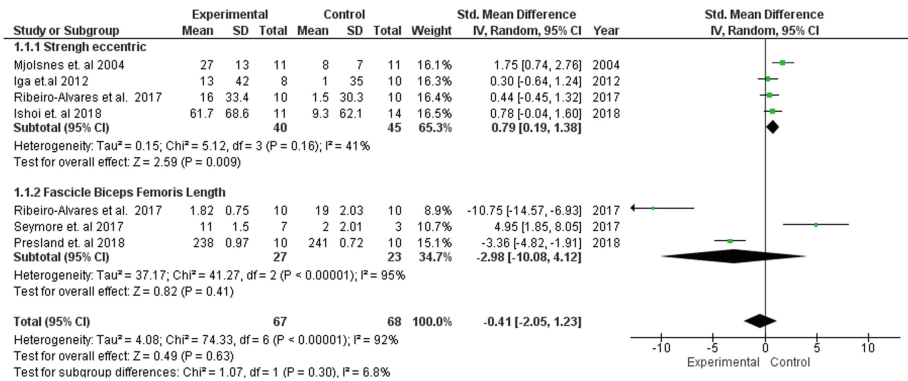 Experimental Control Std. Mean Difference Std. Mean Difference
Study or Subgroup Mean SD Total Mean SD Total Weight IV, Random, 95% CI Year IV, Random, 95% CI
1.1.1 Strengh eccentric
Mjolsnes et. al 2004 27 13 11 8 7 11 16.1% 1.75 [0.74, 2.76] 2004
Iga et.al 2012 13 42 8 1 35 10 16.3% 0.30 [-0.64, 1.24] 2012
Ribeiro-Alvares et al. 2017 16 33.4 10 1.5 30.3 10 16.4% 0.44 [-0.45, 1.32] 2017
Ishoi et. al 2018 61.7 68.6 11 9.3 62.1 14 16.5% 0.78 [-0.04, 1.60] 2018
Subtotal (95% CI) 40 45 65.3% 0.79 [0.19, 1.38]
Heterogeneity: Tau² = 0.15; Chi² = 5.12, df = 3 (P = 0.16); I² = 41%
Test for overall effect: Z = 2.59 (P = 0.009)
1.1.2 Fascicle Biceps Femoris Length
Ribeiro-Alvares et al. 2017 1.82 0.75 10 19 2.03 10 8.9% -10.75 [-14.57, -6.93] 2017
Seymore et. al 2017 11 1.5 7 2 2.01 3 10.7% 4.95 [1.85, 8.05] 2017
Presland et. al 2018 238 0.97 10 241 0.72 10 15.1% -3.36 [-4.82, -1.91] 2018
Subtotal (95% CI) 27 23 34.7% -2.98 [-10.08, 4.12]
Heterogeneity: Tau² = 37.17; Chi² = 41.27, df = 2 (P < 0.00001); I² = 95%
Test for overall effect: Z = 0.82 (P = 0.41)
Total (95% CI) 67 68 100.0% -0.41 [-2.05, 1.23]
Heterogeneity: Tau² = 4.08; Chi² = 74.33, df = 6 (P < 0.00001); I² = 92%
-10 -5 0 5 10
Test for overall effect: Z = 0.49 (P = 0.63)
Experimental Control
Test for subgroup differences: Chi² = 1.07, df = 1 (P = 0.30), I² = 6.8%